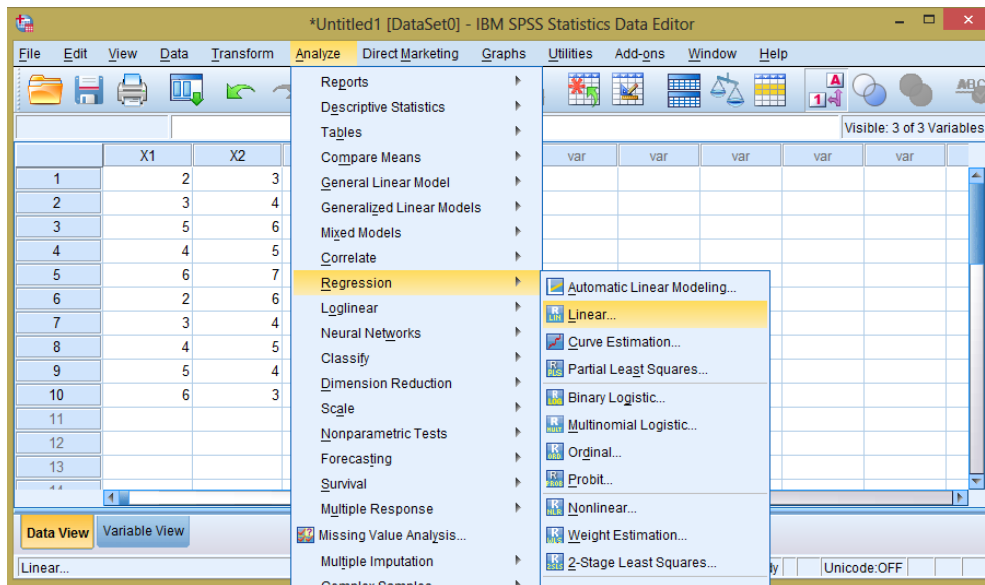 *Untitled1 [DataSet0] - IBM SPSS Statistics Data Editor
File Edit View Data Transform Analyze Direct Marketing Graphs Utilities Add-ons Window Help
A
1
ABC
Visible: 3 of 3 Variables
X1 X2 var var var var var
1 2 3
2 3 4
3 5 6
4 4 5
5 6 7
6 2 6
7 3 4
8 4 5
9 5 4
10 6 3
11
12
13
Reports
Descriptive Statistics
Tables
Compare Means
General Linear Model
Generalized Linear Models
Mixed Models
Correlate
Regression
Loglinear
Neural Networks
Classify
Dimension Reduction
Scale
Nonparametric Tests
Forecasting
Survival
Multiple Response
Missing Value Analysis...
Multiple Imputation
Complex Samples
Automatic Linear Modeling...
Linear...
Curve Estimation...
Partial Least Squares...
Binary Logistic...
Multinomial Logistic...
Ordinal...
Probit...
Nonlinear...
Weight Estimation...
2-Stage Least Squares...
Data View Variable View
Linear... Unicode:OFF